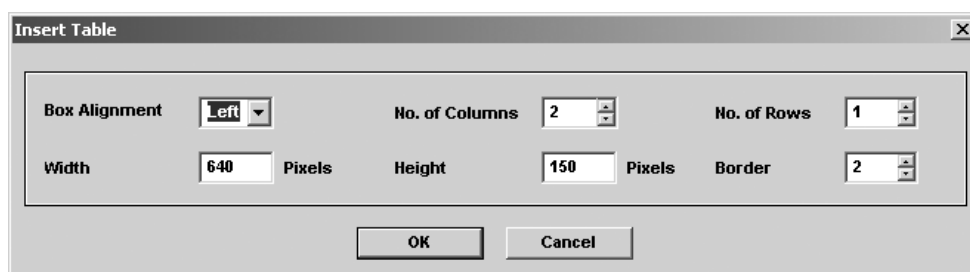 Insert Table
Box Alignment Left No. of Columns 2 No. of Rows 1
Width 640 Pixels Height 150 Pixels Border 2
OK Cancel